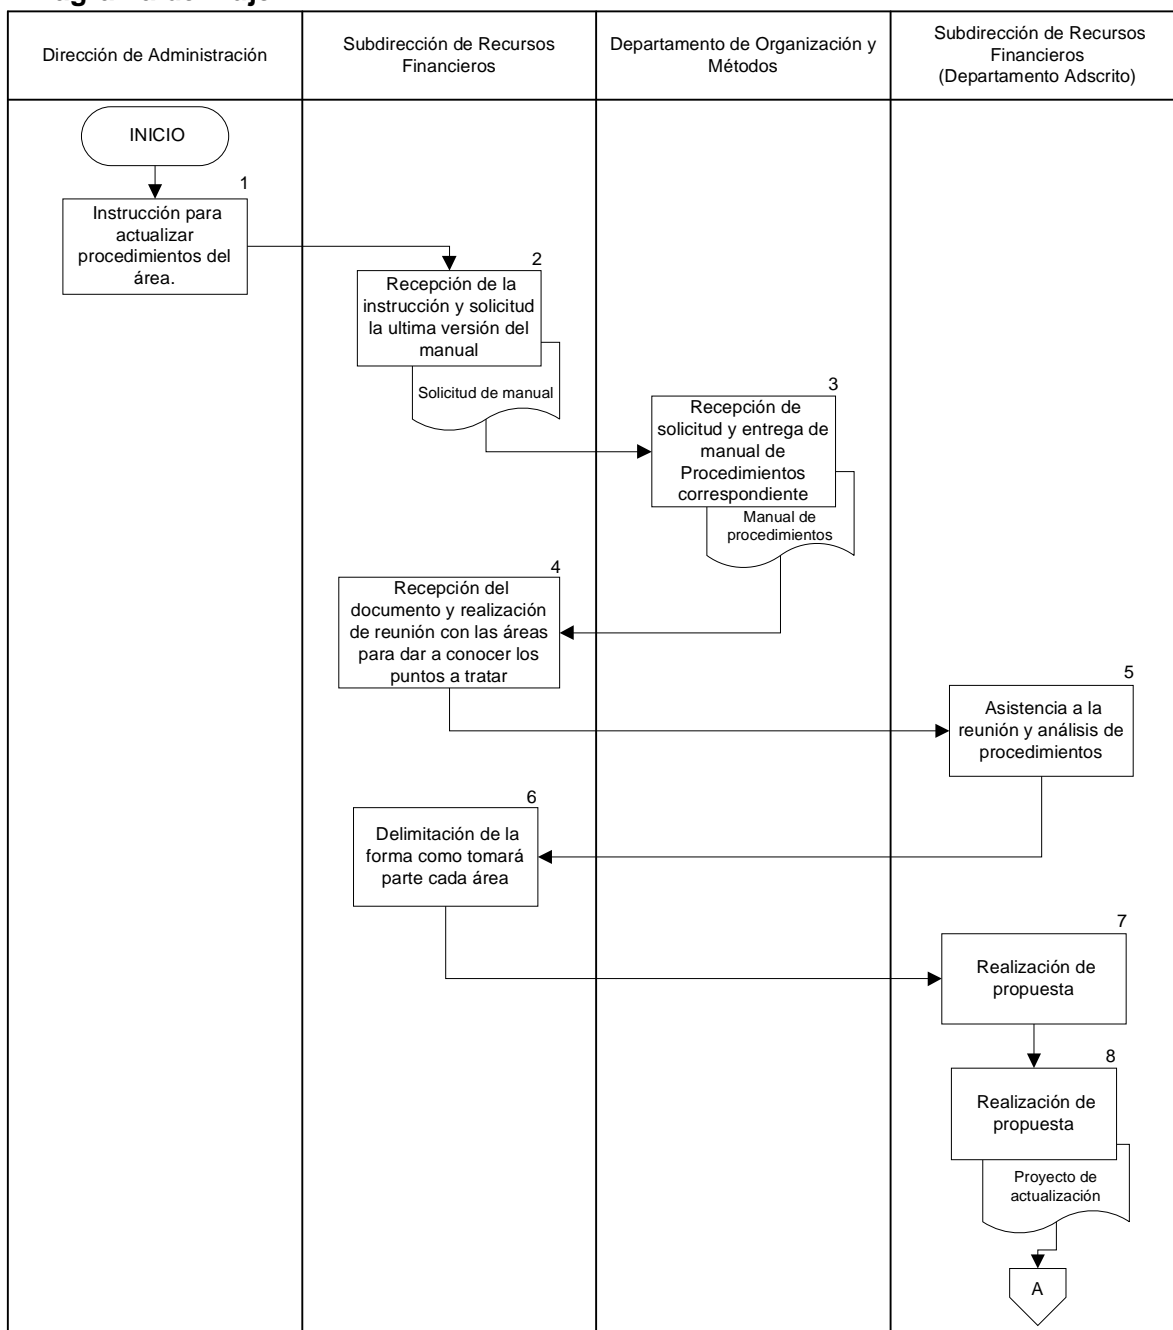 Dirección de Administración
Subdirección de Recursos
Financieros
Departamento de Organización y
Métodos
Subdirección de Recursos
Financieros
(Departamento Adscrito)
INICIO
1
Instrucción para
actualizar
procedimientos del
área.
2
Recepción de la
instrucción y solicitud
la ultima versión del
manual
Solicitud de manual
3
Recepción de
solicitud y entrega de
manual de
Procedimientos
correspondiente
Manual de
procedimientos
4
Recepción del
documento y realización
de reunión con las áreas
para dar a conocer los
puntos a tratar
5
Asistencia a la
reunión y análisis de
procedimientos
6
Delimitación de la
forma como tomará
parte cada área
7
Realización de
propuesta
8
Realización de
propuesta
Proyecto de
actualización
A